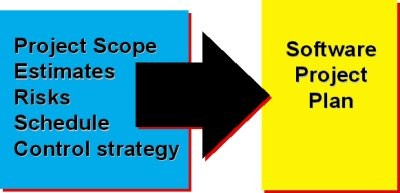 Project Scope
Estimates
Risks
Schedule
Control strategy
Software
Project
Plan